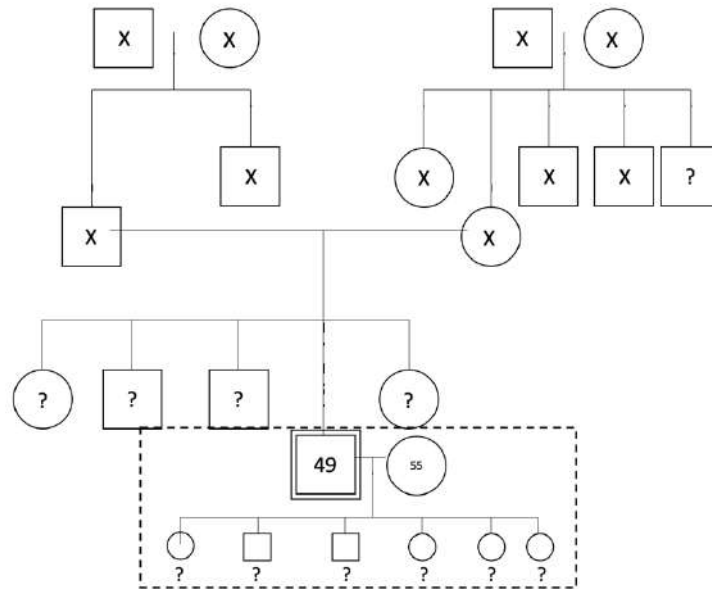 X X X X
X X X X X ?
X X
? ? ? ?
49 55
? ? ? ? ? ?